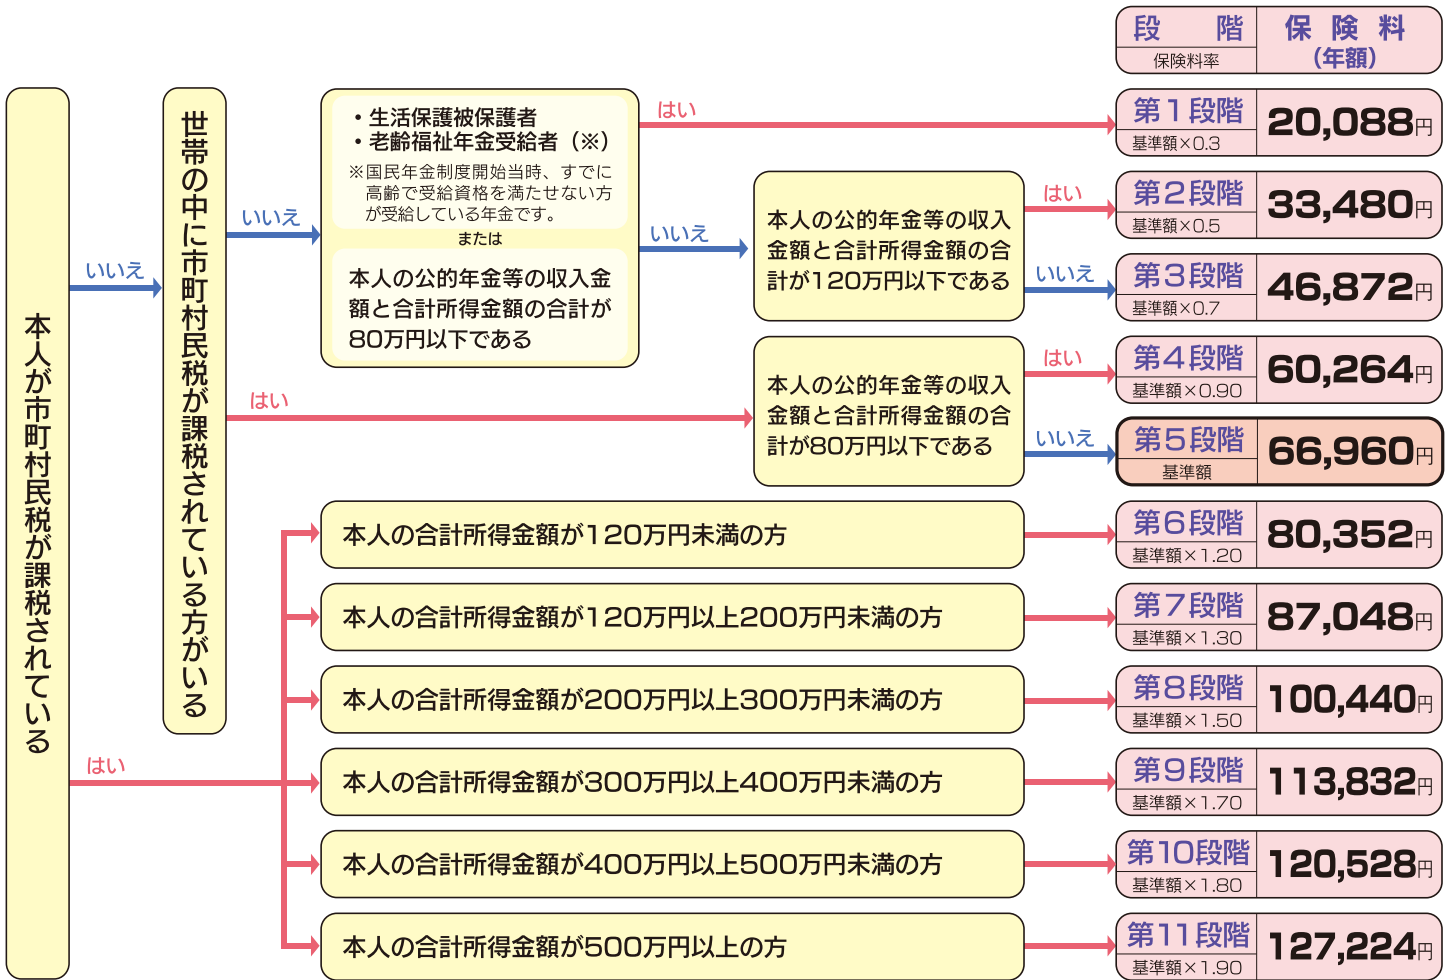 段 階
保険料率
保 険 料
（年額）
本人が市町村民税が課税されている
いいえ
はい
世帯の中に市町村民税が課税されている方がいる
いいえ
はい
・生活保護被保護者
・老齢福祉年金受給者（※）
※国民年金制度開始当時、すでに
高齢で受給資格を満たせない方
が受給している年金です。
または
本人の公的年金等の収入金
額と合計所得金額の合計が
80万円以下である
はい
いいえ
本人の公的年金等の収入
金額と合計所得金額の合
計が120万円以下である
はい
いいえ
本人の公的年金等の収入
金額と合計所得金額の合
計が80万円以下である
はい
いいえ
本人の合計所得金額が120万円未満の方
本人の合計所得金額が120万円以上200万円未満の方
本人の合計所得金額が200万円以上300万円未満の方
本人の合計所得金額が300万円以上400万円未満の方
本人の合計所得金額が400万円以上500万円未満の方
本人の合計所得金額が500万円以上の方
第1段階
基準額×0.3
20,088円
第2段階
基準額×0.5
33,480円
第3段階
基準額×0.7
46,872円
第4段階
基準額×0.90
60,264円
第5段階
基準額
66,960円
第6段階
基準額×1.20
80,352円
第7段階
基準額×1.30
87,048円
第8段階
基準額×1.50
100,440円
第9段階
基準額×1.70
113,832円
第10段階
基準額×1.80
120,528円
第11段階
基準額×1.90
127,224円